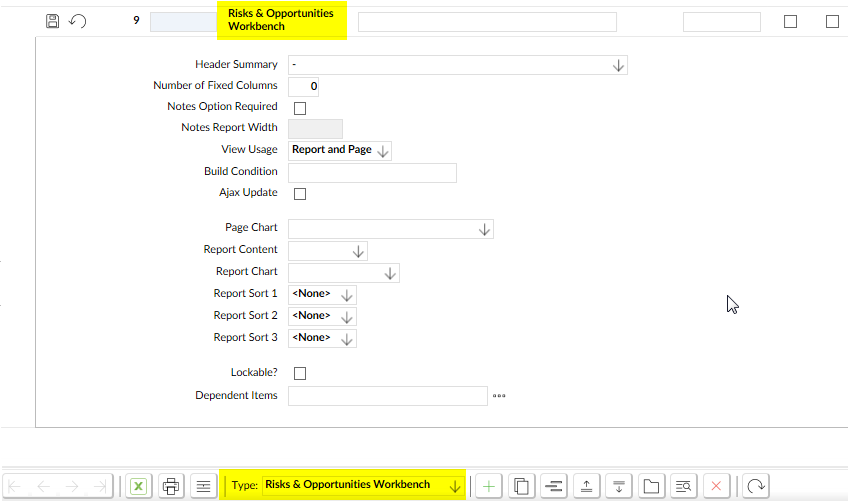 9
Risks & Opportunities
Workbench
Header Summary -
Number of Fixed Columns 0
Notes Option Required
Notes Report Width
View Usage Report and Page
Build Condition
Ajax Update
Page Chart
Report Content
Report Chart
Report Sort 1 <None>
Report Sort 2 <None>
Report Sort 3 <None>
Lockable?
Dependent Items
Type: Risks & Opportunities Workbench